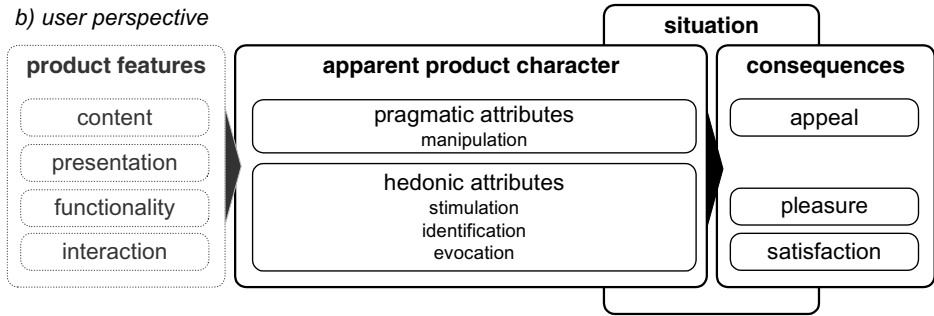 b) user perspective
situation
product features
content
presentation
functionality
interaction
apparent product character
pragmatic attributes
manipulation
hedonic attributes
stimulation
identification
evocation
consequences
appeal
pleasure
satisfaction